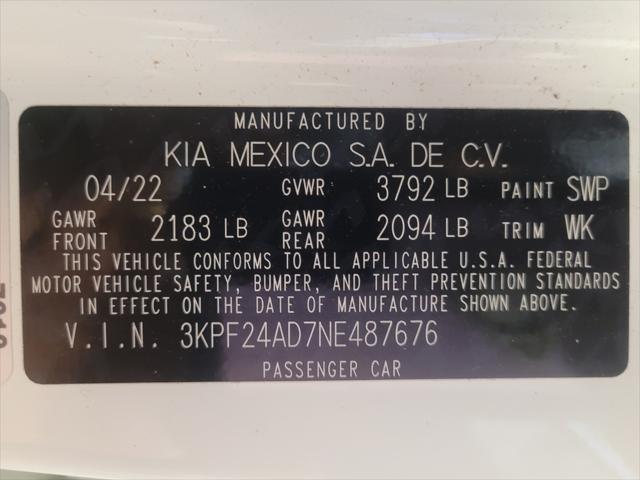 MANUFACTURED BY
KIA MEXICO S.A. DE C.V.
04/22 GVWR 3792 LB PAINT SWP
GAWR FRONT 2183 LB GAWR REAR 2094 LB TRIM WK
THIS VEHICLE CONFORMS TO ALL APPLICABLE U.S.A. FEDERAL
MOTOR VEHICLE SAFETY, BUMPER, AND THEFT PREVENTION STANDARDS
IN EFFECT ON THE DATE OF MANUFACTURE SHOWN ABOVE.
V.I.N. 3KPF24AD7NE487676
PASSENGER CAR